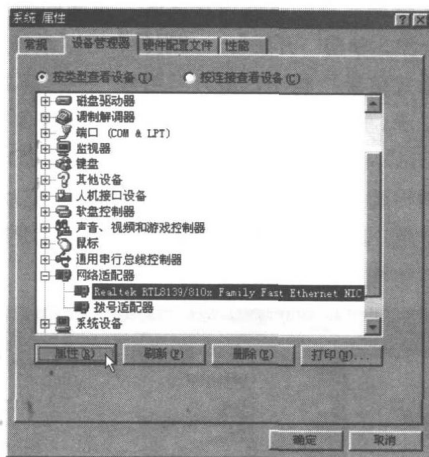 系统 属性
常规 设备管理器 硬件配置文件 性能
按类型查看设备(T) 按连接查看设备(C)
磁盘驱动器
调制解调器
端口 (COM & LPT)
监视器
键盘
其他设备
人机接口设备
软盘控制器
声音、视频和游戏控制器
鼠标
通用串行总线控制器
网络适配器
Realtek RTL8139/810x Family Fast Ethernet NIC
拨号适配器
系统设备
属性(R) 刷新(F) 删除(E) 打印(N)...
确定 取消